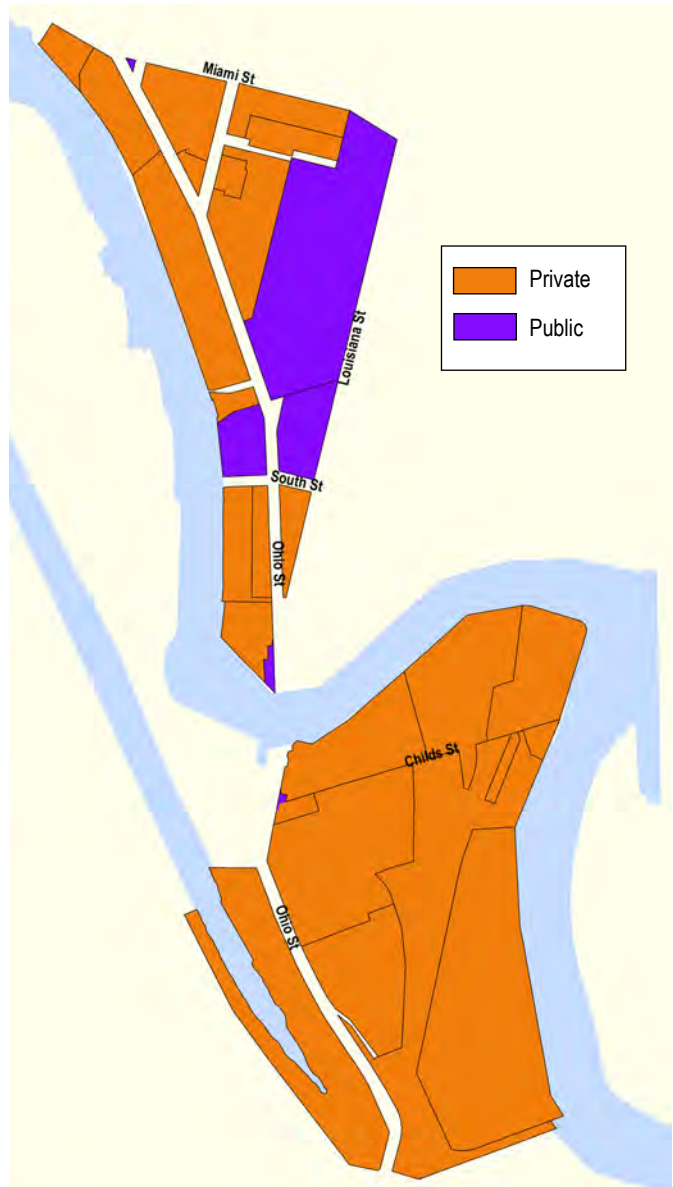 Miami St
Private
Public
Louisiana St
South St
Ohio St
Childs St
Ohio St